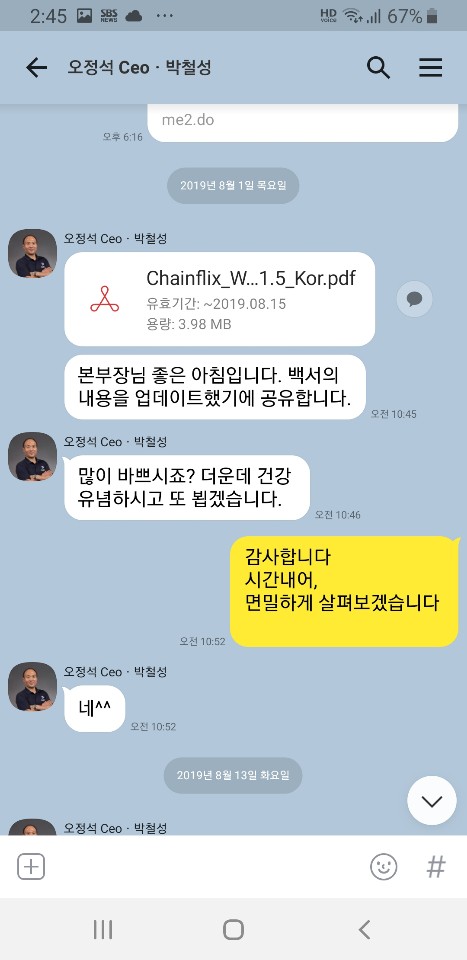 2:45 SBS NEWS ... HD VOICE 67%
오정석 Ceo · 박철성
me2.do
오후 6:16
2019년 8월 1일 목요일
오정석 Ceo · 박철성
Chainflix_W...1.5_Kor.pdf
유효기간: ~2019.08.15
용량: 3.98 MB
본부장님 좋은 아침입니다. 백서의
내용을 업데이트했기에 공유합니다.
오전 10:45
오정석 Ceo · 박철성
많이 바쁘시죠? 더운데 건강
유념하시고 또 뵙겠습니다.
오전 10:46
감사합니다
시간내어,
면밀하게 살펴보겠습니다
오전 10:52
오정석 Ceo · 박철성
네^^
오전 10:52
2019년 8월 13일 화요일
오정석 Ceo · 박철성
#